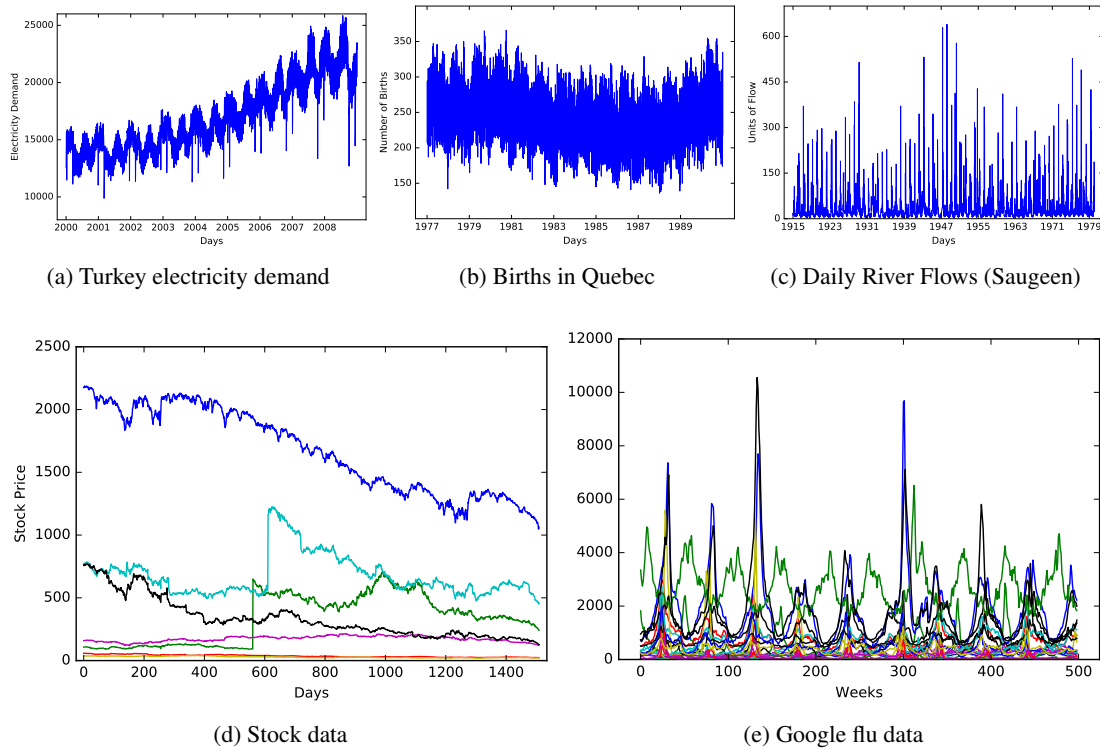 25000
20000
15000
10000
Electricity Demand
2000 2001 2002 2003 2004 2005 2006 2007 2008
Days
(a) Turkey electricity demand
350
300
250
200
150
Number of Births
1977 1979 1981 1983 1985 1987 1989
Days
(b) Births in Quebec
600
450
300
150
0
Units of Flow
1915 1923 1931 1939 1947 1955 1963 1971 1979
Days
(c) Daily River Flows (Saugeen)
2500
2000
1500
1000
500
0
Stock Price
0 200 400 600 800 1000 1200 1400
Days
(d) Stock data
12000
10000
8000
6000
4000
2000
0
0 100 200 300 400 500
Weeks
(e) Google flu data